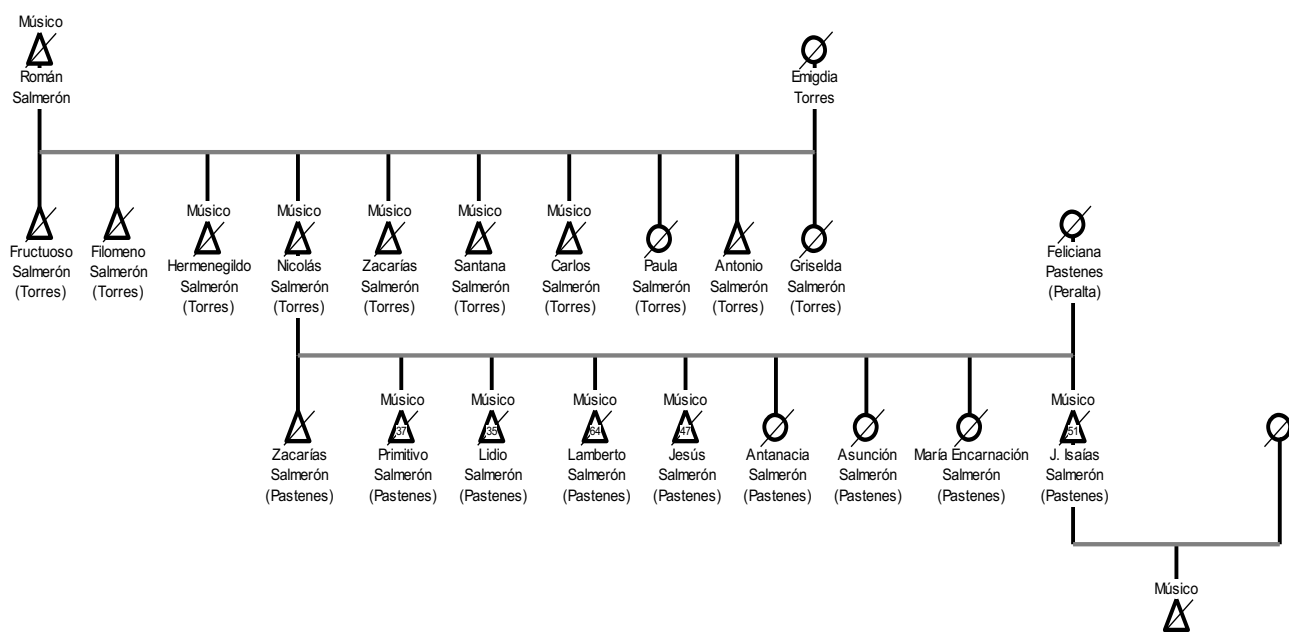 Músico
Román
Salmerón
Emigdia
Torres
Fructuoso
Salmerón
(Torres)
Filomeno
Salmerón
(Torres)
Músico
Hermenegildo
Salmerón
(Torres)
Músico
Nicolás
Salmerón
(Torres)
Músico
Zacarías
Salmerón
(Torres)
Músico
Santana
Salmerón
(Torres)
Músico
Carlos
Salmerón
(Torres)
Paula
Salmerón
(Torres)
Antonio
Salmerón
(Torres)
Griselda
Salmerón
(Torres)
Feliciana
Pastenes
(Peralta)
Zacarías
Salmerón
(Pastenes)
Músico
37
Primitivo
Salmerón
(Pastenes)
Músico
35
Lidio
Salmerón
(Pastenes)
Músico
64
Lamberto
Salmerón
(Pastenes)
Músico
47
Jesús
Salmerón
(Pastenes)
Antanacia
Salmerón
(Pastenes)
Asunción
Salmerón
(Pastenes)
María Encarnación
Salmerón
(Pastenes)
Músico
51
J. Isaías
Salmerón
(Pastenes)
Músico